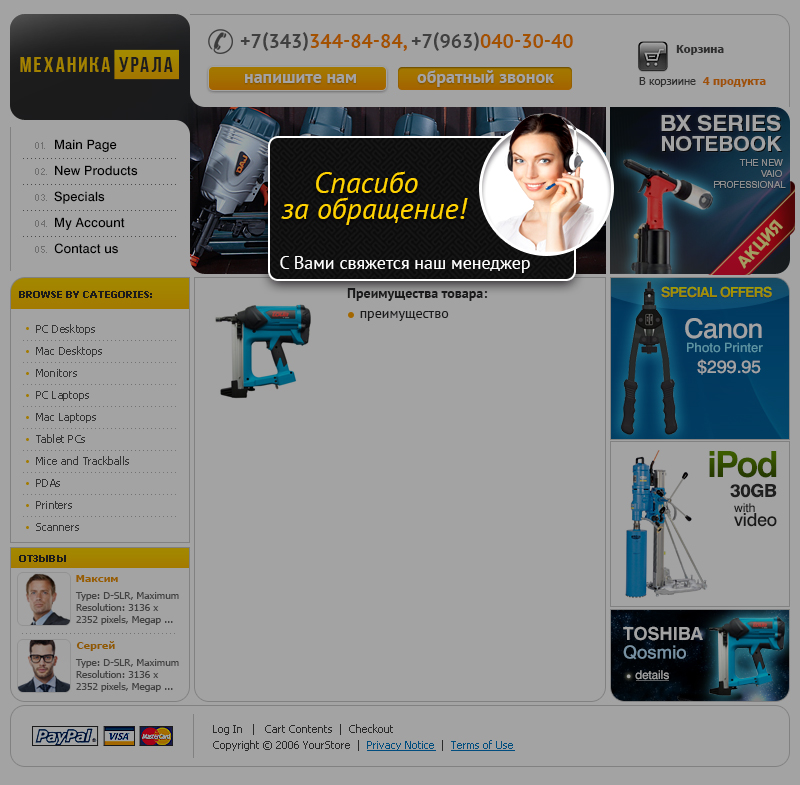 МЕХАНИКА УРАЛА
+7(343)344-84-84, +7(963)040-30-40
напишите нам
обратный звонок
Корзина
В корзиине 4 продукта
01. Main Page
02. New Products
03. Specials
04. My Account
05. Contact us
Спасибо
за обращение!
С Вами свяжется наш менеджер
BX SERIES
NOTEBOOK
THE NEW
VAIO
PROFESSIONAL
АКЦИЯ
BROWSE BY CATEGORIES:
PC Desktops
Mac Desktops
Monitors
PC Laptops
Mac Laptops
Tablet PCs
Mice and Trackballs
PDAs
Printers
Scanners
Преимущества товара:
преимущество
SPECIAL OFFERS
Canon
Photo Printer
$299.95
iPod
30GB
with
video
TOSHIBA
Qosmio
details
ОТЗЫВЫ
Максим
Type: D-SLR, Maximum
Resolution: 3136 x
2352 pixels, Megap ...
Сергей
Type: D-SLR, Maximum
Resolution: 3136 x
2352 pixels, Megap ...
PayPal VISA MasterCard
Log In | Cart Contents | Checkout
Copyright © 2006 YourStore | Privacy Notice | Terms of Use